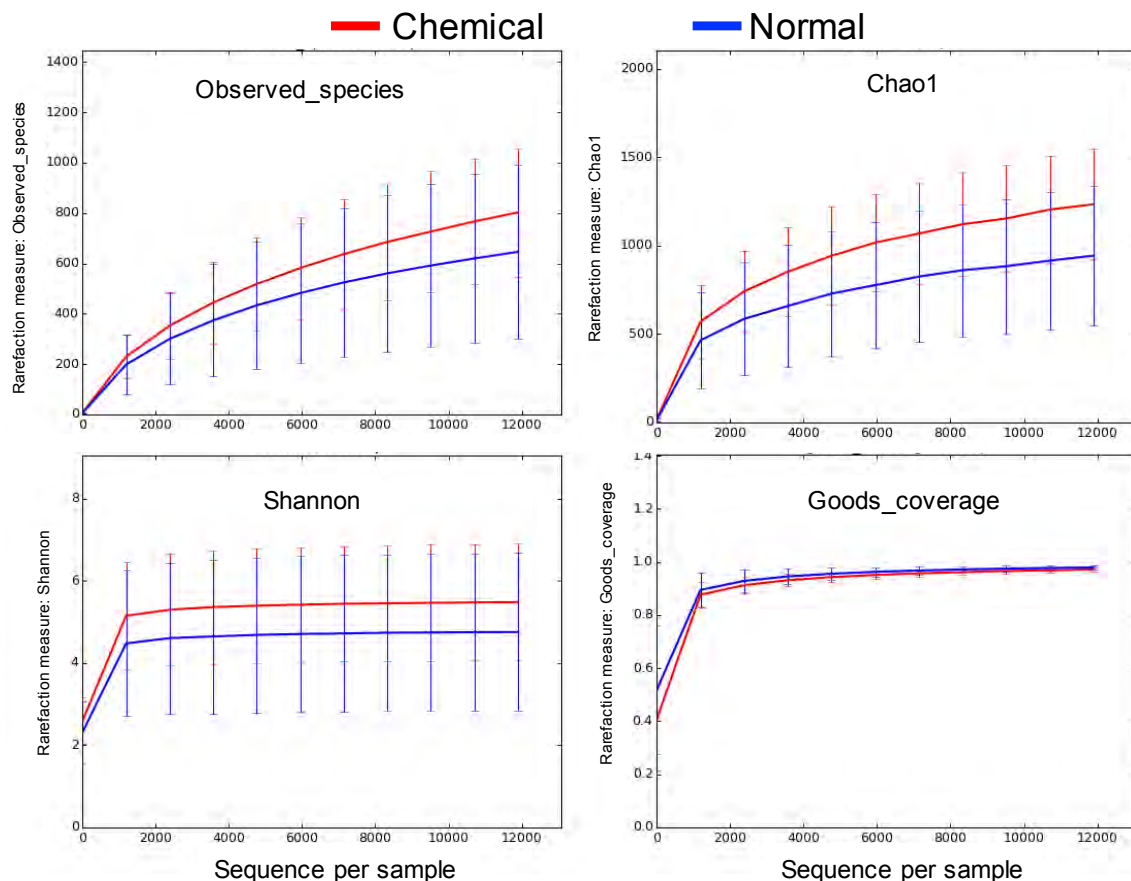 Chemical Normal
Observed_species
Rarefaction measure: Observed_species
1400
1200
1000
800
600
400
200
0
0 2000 4000 6000 8000 10000 12000
Chao1
Rarefaction measure: Chao1
2000
1500
1000
500
0
0 2000 4000 6000 8000 10000 12000
Shannon
Rarefaction measure: Shannon
8
6
4
2
0
0 2000 4000 6000 8000 10000 12000
Sequence per sample
Goods_coverage
Rarefaction measure: Goods_coverage
1.4
1.2
1.0
0.8
0.6
0.4
0.2
0.0
0 2000 4000 6000 8000 10000 12000
Sequence per sample